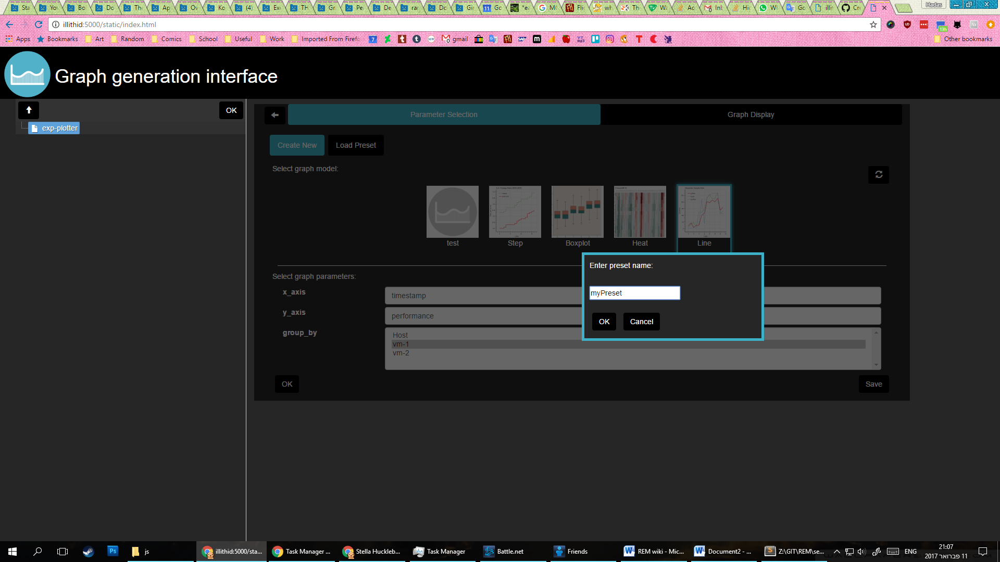 Hadas
illithid:5000/static/index.html
Apps Bookmarks Art Random Comics School Useful Work Imported From Firefo gmail Other bookmarks
Graph generation interface
OK
exp-plotter
Parameter Selection Graph Display
Create New Load Preset
Select graph model:
test Step Boxplot Heat Line
Enter preset name:
myPreset
OK Cancel
Select graph parameters:
x_axis timestamp
y_axis performance
group_by Host
vm-1
vm-2
OK Save
js illithid:5000/sta... Task Manager ... Stella Huckleb... Task Manager Battle.net Friends REM wiki - Mic... Document2 - ... Z:\GIT\REM\se... ENG
21:07
11 פברואר 2017